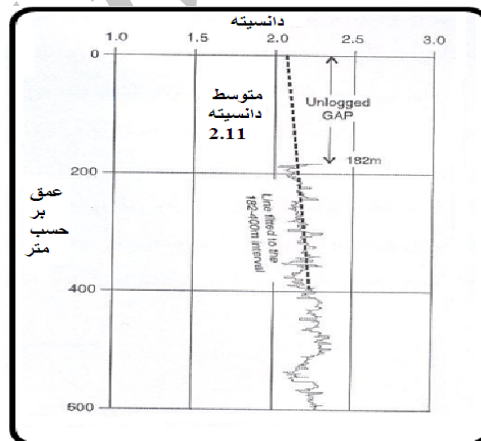 دانسیته
1.0 1.5 2.0 2.5 3.0
0
متوسط
دانسیته
2.11
Unlogged
GAP
182m
200
عمق
بر
حسب
متر
Line fitted to the
182-400m interval
400
600